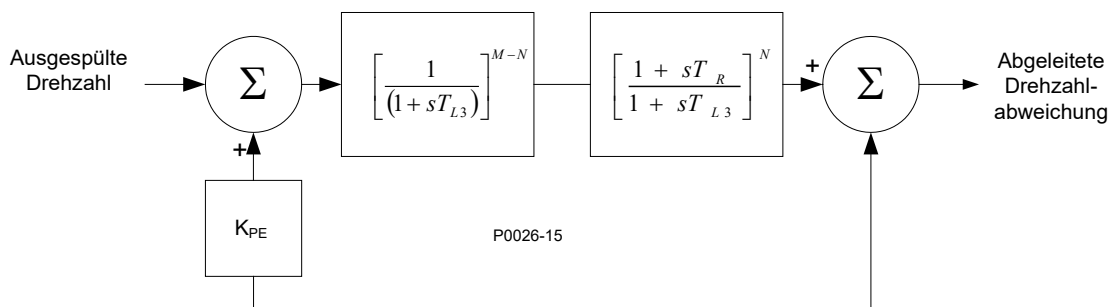 Ausgespülte
Drehzahl
Σ
+
K_PE
[1 / (1 + sT_L3)]^(M−N)
[(1 + sT_R) / (1 + sT_L3)]^N
+
Σ
Abgeleitete
Drehzahl-
abweichung
P0026-15